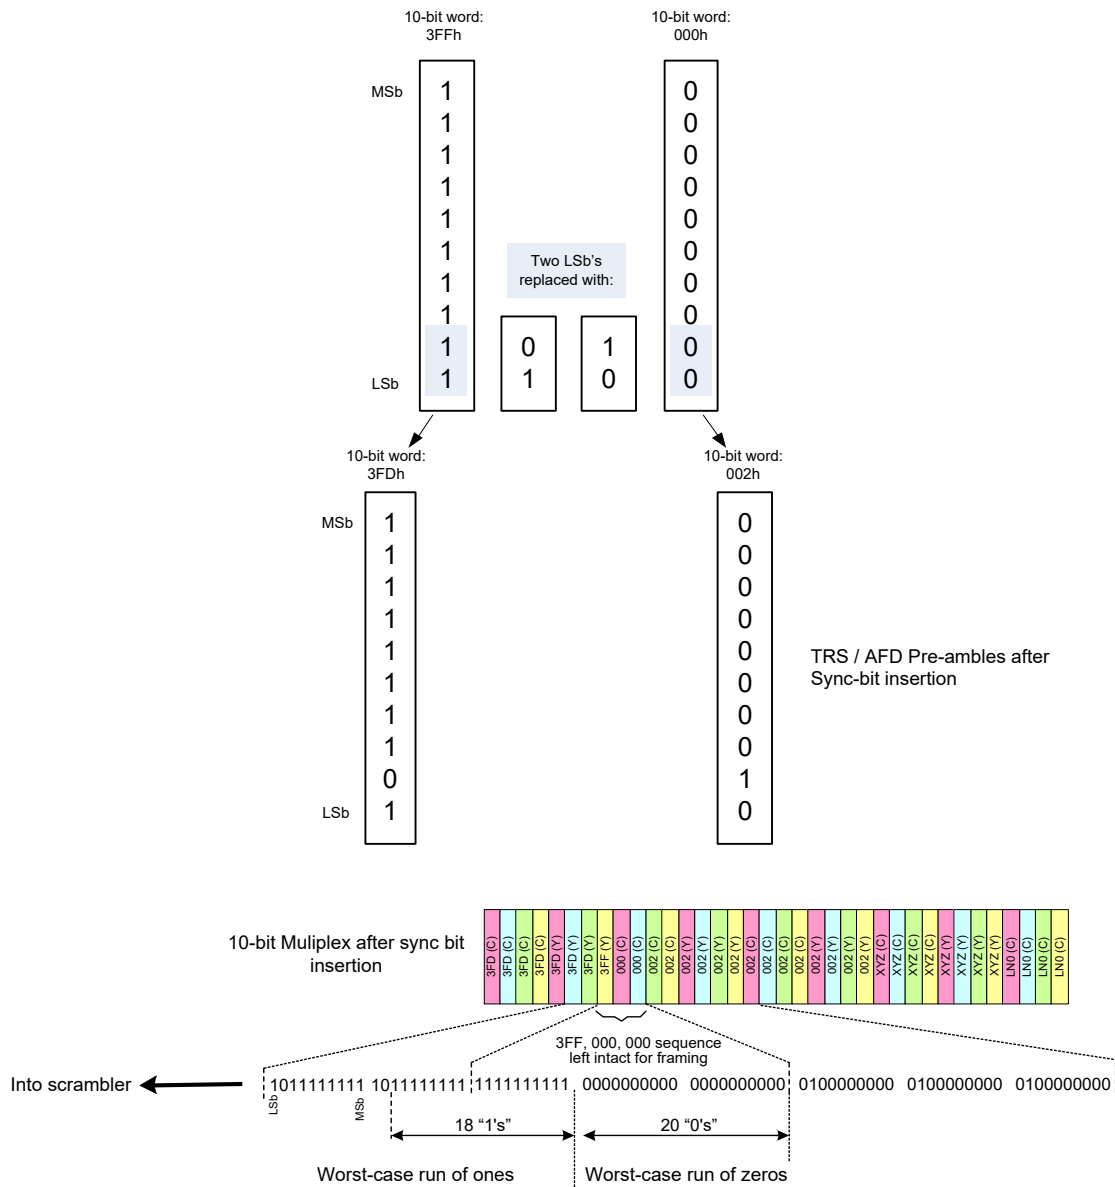 10-bit word:
3FFh
10-bit word:
000h
MSb
1
1
1
1
1
1
1
1
1
1
LSb
Two LSb's
replaced with:
0
1
1
0
0
0
0
0
0
0
0
0
0
0
10-bit word:
3FDh
10-bit word:
002h
MSb
1
1
1
1
1
1
1
1
0
1
LSb
0
0
0
0
0
0
0
0
1
0
TRS / AFD Pre-ambles after
Sync-bit insertion
10-bit Muliplex after sync bit
insertion
3FD (C)
3FD (C)
3FD (C)
3FD (C)
3FD (Y)
3FD (Y)
3FD (Y)
3FF (Y)
000 (C)
000 (C)
002 (C)
002 (C)
002 (Y)
002 (Y)
002 (Y)
002 (Y)
002 (C)
002 (C)
002 (C)
002 (C)
002 (Y)
002 (Y)
002 (Y)
002 (Y)
XYZ (C)
XYZ (C)
XYZ (C)
XYZ (C)
XYZ (Y)
XYZ (Y)
XYZ (Y)
XYZ (Y)
LN0 (C)
LN0 (C)
LN0 (C)
LN0 (C)
3FF, 000, 000 sequence
left intact for framing
Into scrambler
1011111111 1011111111 1111111111 0000000000 0000000000 0100000000 0100000000 0100000000
LSb
MSb
18 “1's”
20 “0's”
Worst-case run of ones
Worst-case run of zeros